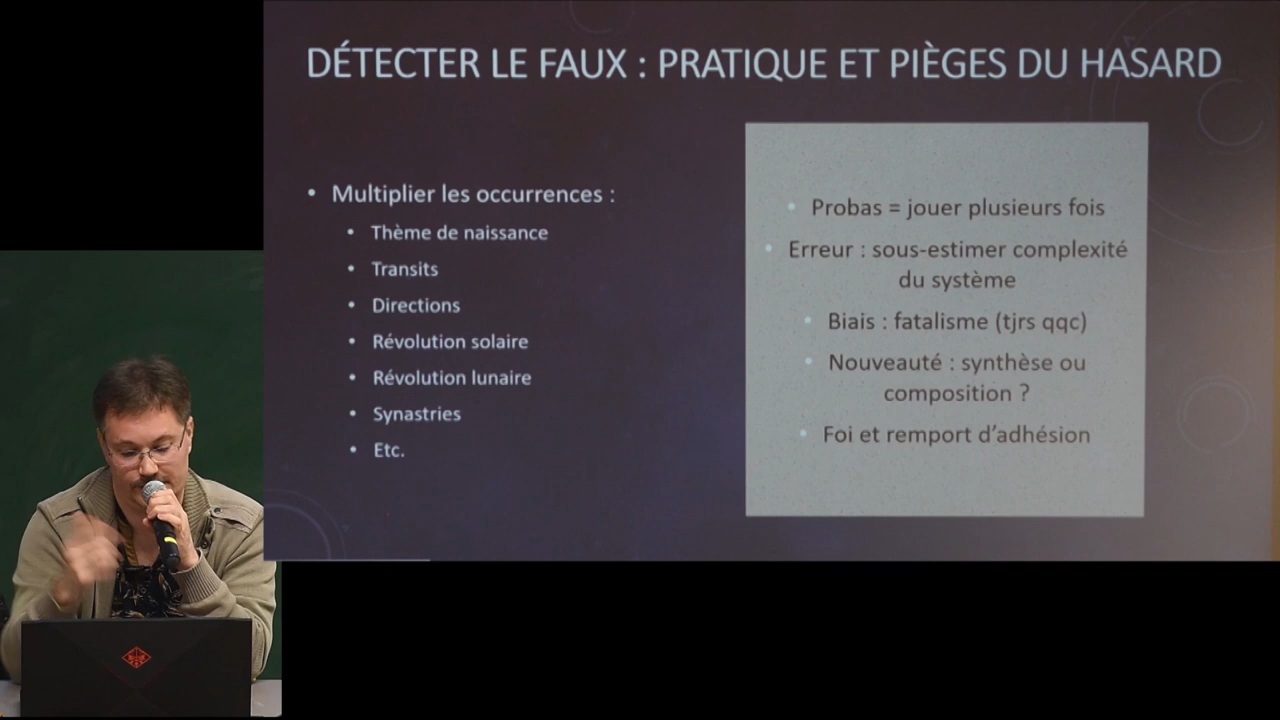 DÉTECTER LE FAUX : PRATIQUE ET PIÈGES DU HASARD
• Multiplier les occurrences :
• Thème de naissance
• Transits
• Directions
• Révolution solaire
• Révolution lunaire
• Synastries
• Etc.
• Probas = jouer plusieurs fois
• Erreur : sous-estimer complexité
du système
• Biais : fatalisme (tjrs qqc)
• Nouveauté : synthèse ou
composition ?
• Foi et remport d'adhésion